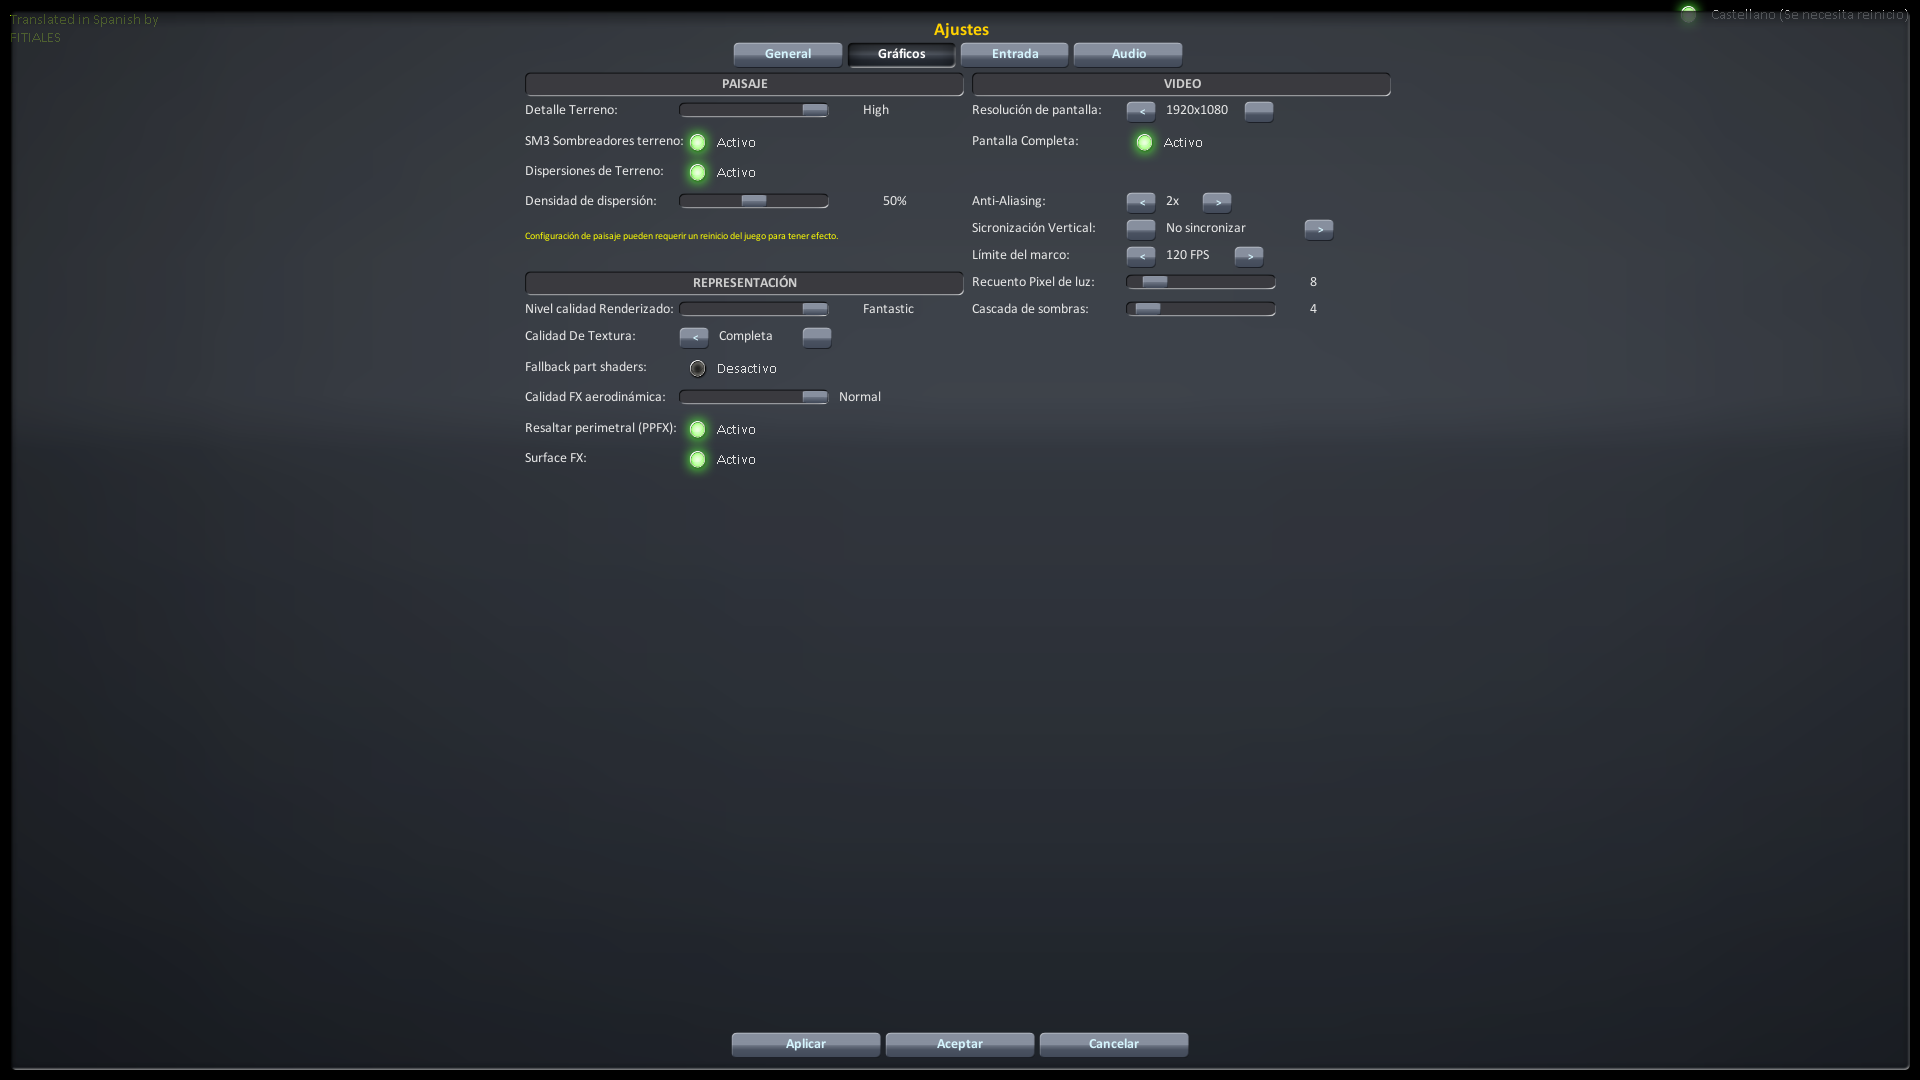 Translated in Spanish by
FITIALES
Castellano (Se necesita reinicio)
Ajustes
General Gráficos Entrada Audio
PAISAJE
Detalle Terreno: High
SM3 Sombreadores terreno: Activo
Dispersiones de Terreno: Activo
Densidad de dispersión: 50%
Configuración de paisaje pueden requerir un reinicio del juego para tener efecto.
REPRESENTACIÓN
Nivel calidad Renderizado: Fantastic
Calidad De Textura: < Completa
Fallback part shaders: Desactivo
Calidad FX aerodinámica: Normal
Resaltar perimetral (PPFX): Activo
Surface FX: Activo
VIDEO
Resolución de pantalla: < 1920x1080
Pantalla Completa: Activo
Anti-Aliasing: < 2x >
Sicronización Vertical: No sincronizar >
Límite del marco: < 120 FPS >
Recuento Pixel de luz: 8
Cascada de sombras: 4
Aplicar Aceptar Cancelar